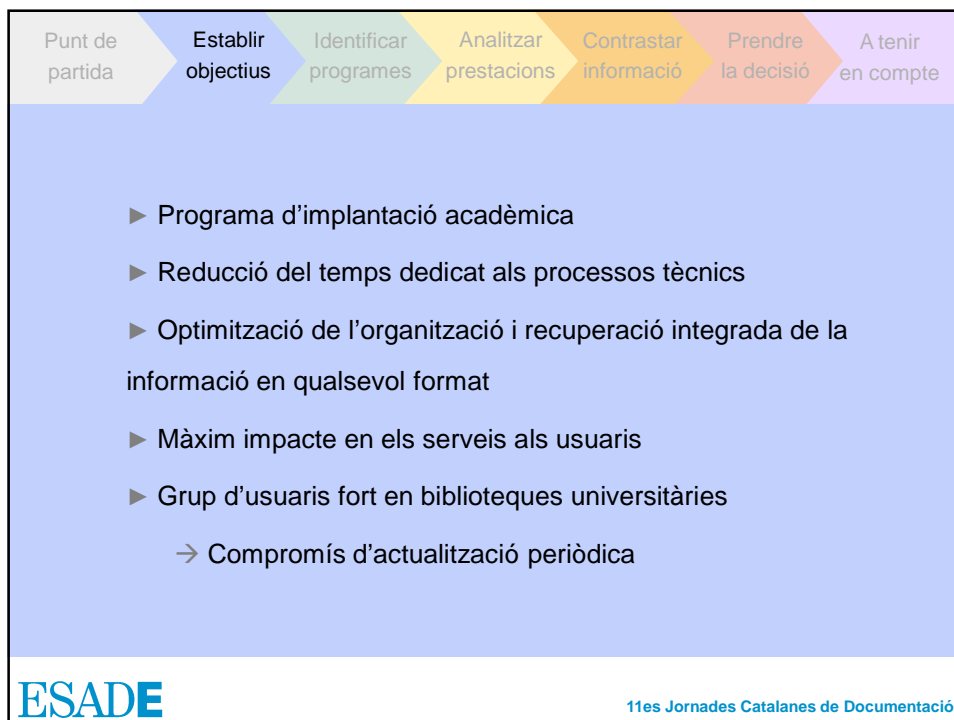 Punt de partida
Establir objectius
Identificar programes
Analitzar prestacions
Contrastar informació
Prendre la decisió
A tenir en compte
► Programa d’implantació acadèmica
► Reducció del temps dedicat als processos tècnics
► Optimització de l’organització i recuperació integrada de la
informació en qualsevol format
► Màxim impacte en els serveis als usuaris
► Grup d’usuaris fort en biblioteques universitàries
→ Compromís d’actualització periòdica
ESADE
11es Jornades Catalanes de Documentació